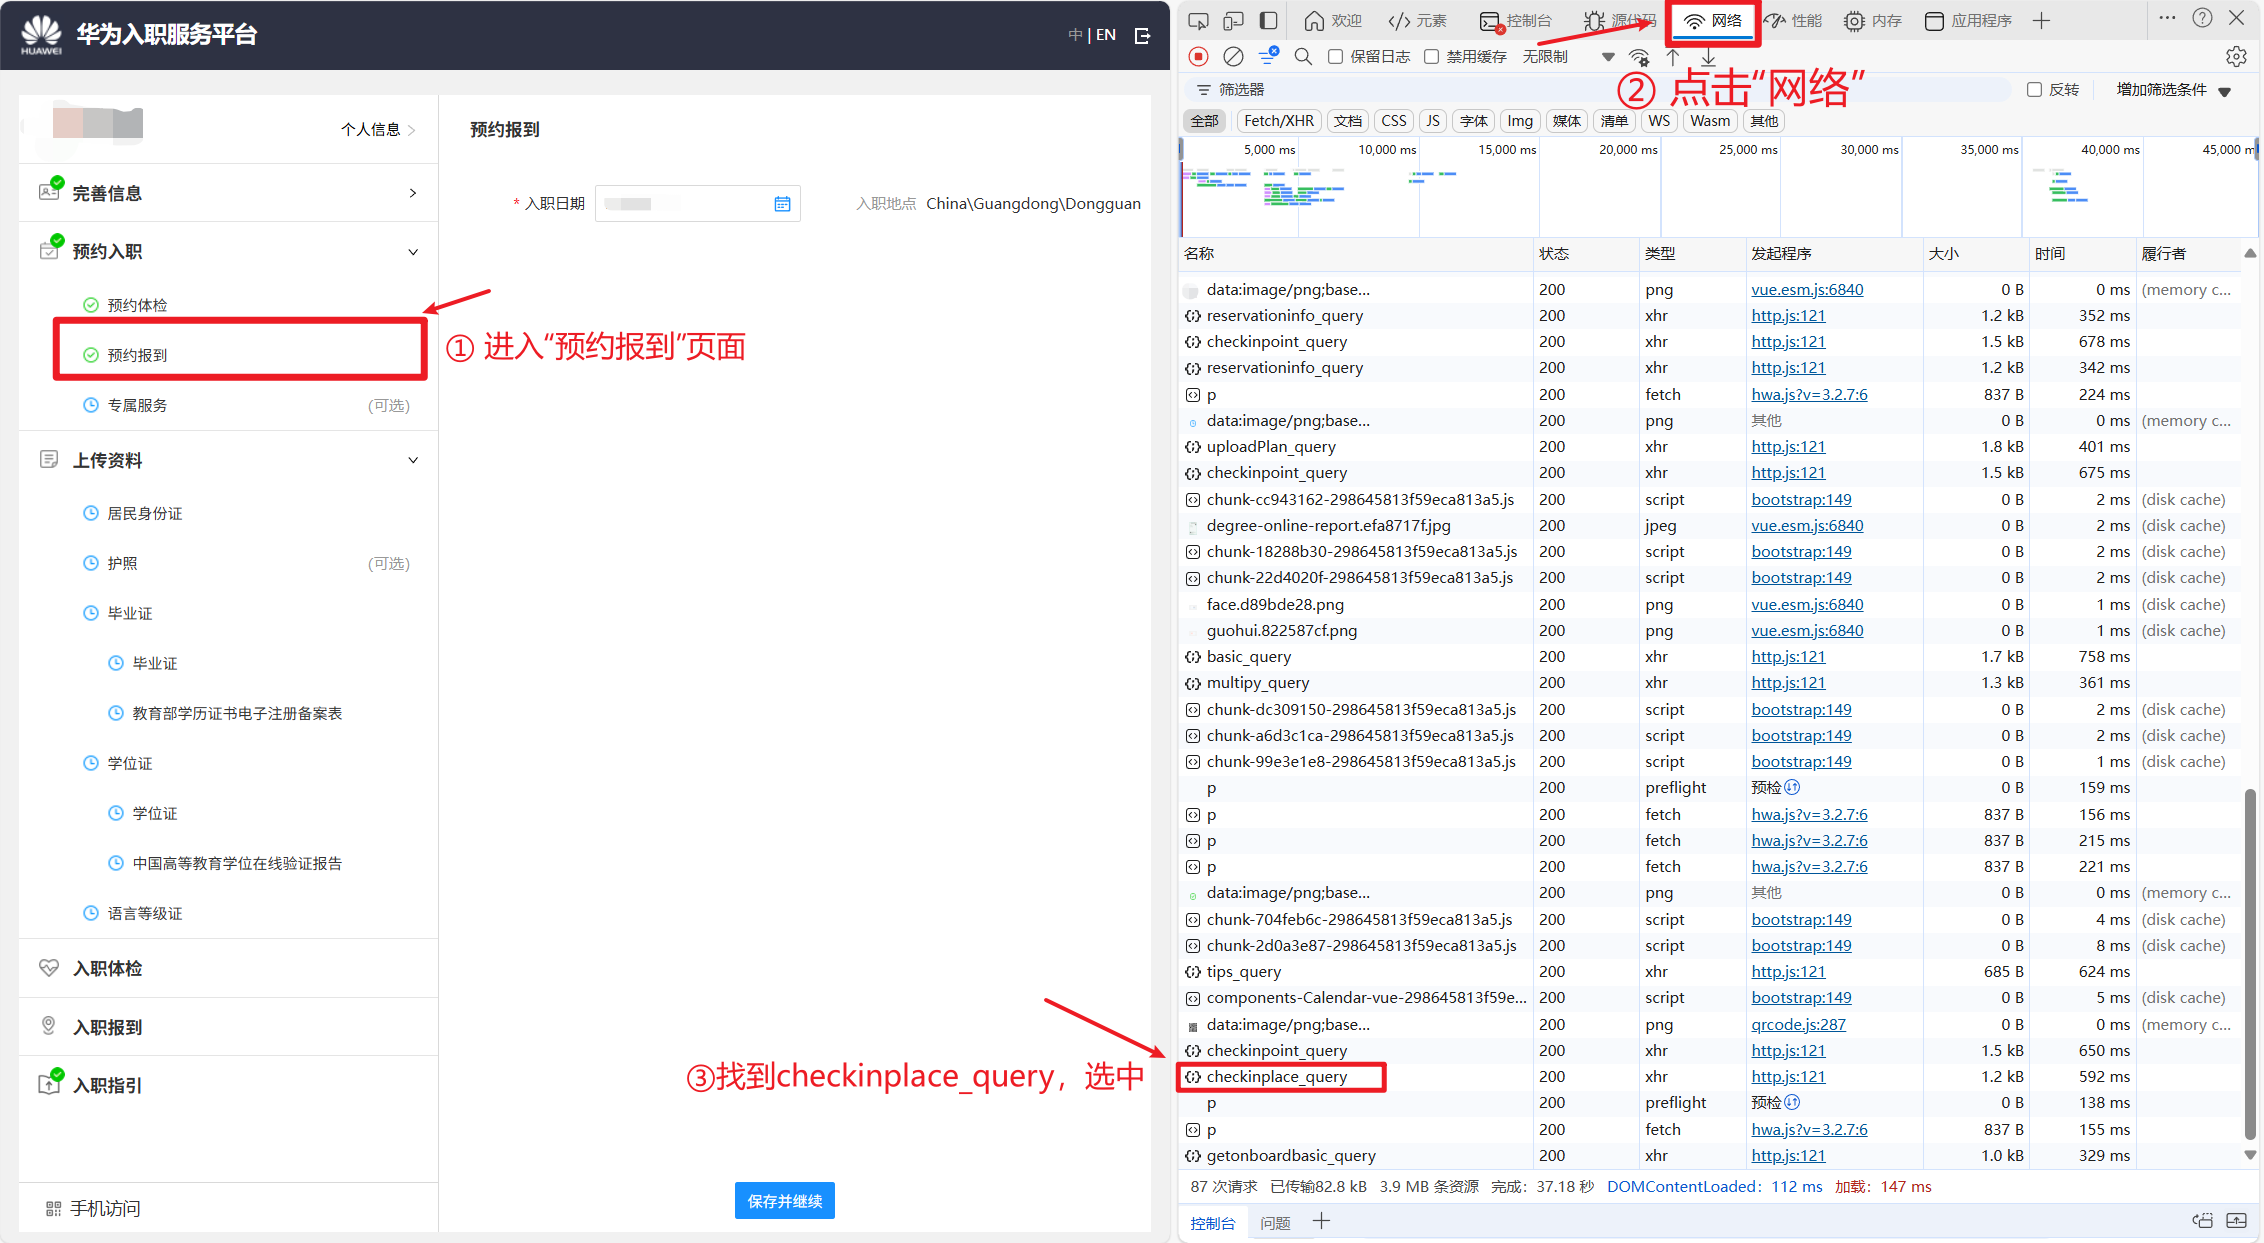 HUAWEI
华为入职服务平台
中 | EN
个人信息
完善信息
预约入职
预约体检
预约报到
专属服务 (可选)
上传资料
居民身份证
护照 (可选)
毕业证
毕业证
教育部学历证书电子注册备案表
学位证
学位证
中国高等教育学位在线验证报告
语言等级证
入职体检
入职报到
入职指引
手机访问
预约报到
* 入职日期
入职地点 China\Guangdong\Dongguan
① 进入“预约报到”页面
③找到checkinplace_query，选中
保存并继续
欢迎 元素 控制台 源代码 网络 性能 内存 应用程序
保留日志 禁用缓存 无限制
② 点击“网络”
筛选器 反转 增加筛选条件
全部 Fetch/XHR 文档 CSS JS 字体 Img 媒体 清单 WS Wasm 其他
5,000 ms 10,000 ms 15,000 ms 20,000 ms 25,000 ms 30,000 ms 35,000 ms 40,000 ms 45,000 m
名称 状态 类型 发起程序 大小 时间 履行者
data:image/png;base... 200 png vue.esm.js:6840 0 B 0 ms (memory c...
reservationinfo_query 200 xhr http.js:121 1.2 kB 352 ms
checkinpoint_query 200 xhr http.js:121 1.5 kB 678 ms
reservationinfo_query 200 xhr http.js:121 1.2 kB 342 ms
p 200 fetch hwa.js?v=3.2.7:6 837 B 224 ms
data:image/png;base... 200 png 其他 0 B 0 ms (memory c...
uploadPlan_query 200 xhr http.js:121 1.8 kB 401 ms
checkinpoint_query 200 xhr http.js:121 1.5 kB 675 ms
chunk-cc943162-298645813f59eca813a5.js 200 script bootstrap:149 0 B 2 ms (disk cache)
degree-online-report.efa8717f.jpg 200 jpeg vue.esm.js:6840 0 B 2 ms (disk cache)
chunk-18288b30-298645813f59eca813a5.js 200 script bootstrap:149 0 B 2 ms (disk cache)
chunk-22d4020f-298645813f59eca813a5.js 200 script bootstrap:149 0 B 2 ms (disk cache)
face.d89bde28.png 200 png vue.esm.js:6840 0 B 1 ms (disk cache)
guohui.822587cf.png 200 png vue.esm.js:6840 0 B 1 ms (disk cache)
basic_query 200 xhr http.js:121 1.7 kB 758 ms
multipy_query 200 xhr http.js:121 1.3 kB 361 ms
chunk-dc309150-298645813f59eca813a5.js 200 script bootstrap:149 0 B 2 ms (disk cache)
chunk-a6d3c1ca-298645813f59eca813a5.js 200 script bootstrap:149 0 B 2 ms (disk cache)
chunk-99e3e1e8-298645813f59eca813a5.js 200 script bootstrap:149 0 B 1 ms (disk cache)
p 200 preflight 预检 0 B 159 ms
p 200 fetch hwa.js?v=3.2.7:6 837 B 156 ms
p 200 fetch hwa.js?v=3.2.7:6 837 B 215 ms
p 200 fetch hwa.js?v=3.2.7:6 837 B 221 ms
data:image/png;base... 200 png 其他 0 B 0 ms (memory c...
chunk-704feb6c-298645813f59eca813a5.js 200 script bootstrap:149 0 B 4 ms (disk cache)
chunk-2d0a3e87-298645813f59eca813a5.js 200 script bootstrap:149 0 B 8 ms (disk cache)
tips_query 200 xhr http.js:121 685 B 624 ms
components-Calendar-vue-298645813f59e... 200 script bootstrap:149 0 B 5 ms (disk cache)
data:image/png;base... 200 png qrcode.js:287 0 B 0 ms (memory c...
checkinpoint_query 200 xhr http.js:121 1.5 kB 650 ms
checkinplace_query 200 xhr http.js:121 1.2 kB 592 ms
p 200 preflight 预检 0 B 138 ms
p 200 fetch hwa.js?v=3.2.7:6 837 B 155 ms
getonboardbasic_query 200 xhr http.js:121 1.0 kB 329 ms
87 次请求 已传输82.8 kB 3.9 MB 条资源 完成：37.18 秒 DOMContentLoaded：112 ms 加载：147 ms
控制台 问题